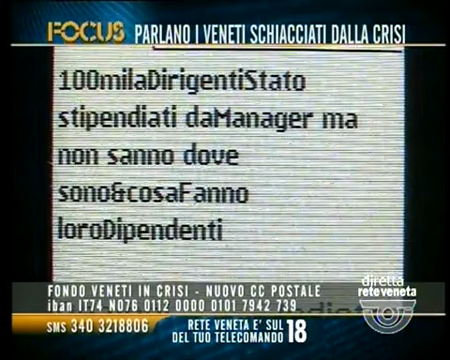 FOCUS PARLANO I VENETI SCHIACCIATI DALLA CRISI
100milaDirigentiStato
stipendiati daManager ma
non sanno dove
sono&cosaFanno
loroDipendenti
diretta
reteveneta
FONDO VENETI IN CRISI - NUOVO CC POSTALE
iban IT74 N076 0112 0000 0101 7942 739
SMS 340 3218806
RETE VENETA E' SUL 18
DEL TUO TELECOMANDO